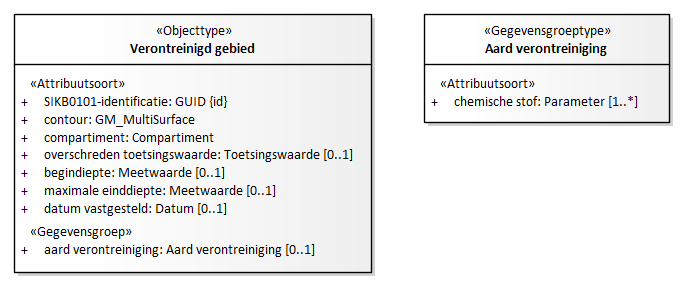 «Objecttype»
Verontreinigd gebied
«Attribuutsoort»
+ SIKB0101-identificatie: GUID {id}
+ contour: GM_MultiSurface
+ compartiment: Compartiment
+ overschreden toetsingswaarde: Toetsingswaarde [0..1]
+ begindiepte: Meetwaarde [0..1]
+ maximale einddiepte: Meetwaarde [0..1]
+ datum vastgesteld: Datum [0..1]
«Gegevensgroep»
+ aard verontreiniging: Aard verontreiniging [0..1]
«Gegevensgroeptype»
Aard verontreiniging
«Attribuutsoort»
+ chemische stof: Parameter [1..*]